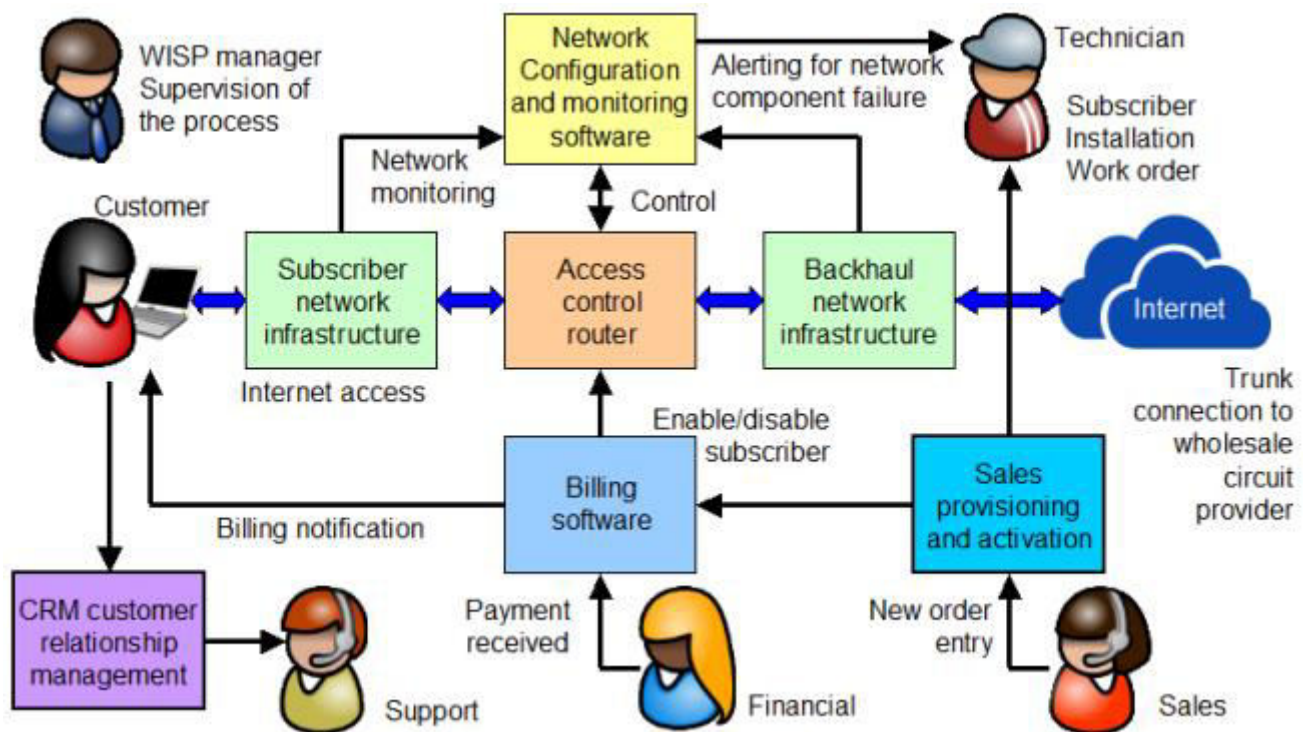 WISP manager
Supervision of
the process
Network
Configuration
and monitoring
software
Alerting for network
component failure
Technician
Subscriber
Installation
Work order
Network
monitoring
Control
Customer
Subscriber
network
infrastructure
Access
control
router
Backhaul
network
infrastructure
Internet
Internet access
Enable/disable
subscriber
Trunk
connection to
wholesale
circuit
provider
Billing
software
Sales
provisioning
and activation
Billing notification
CRM customer
relationship
management
Support
Payment
received
Financial
New order
entry
Sales